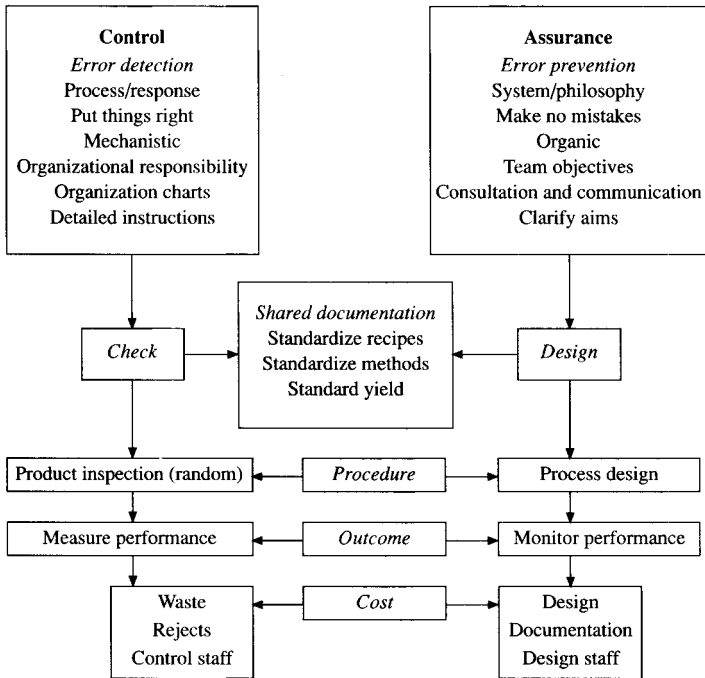 Control
Error detection
Process/response
Put things right
Mechanistic
Organizational responsibility
Organization charts
Detailed instructions
Assurance
Error prevention
System/philosophy
Make no mistakes
Organic
Team objectives
Consultation and communication
Clarify aims
Check
Shared documentation
Standardize recipes
Standardize methods
Standard yield
Design
Product inspection (random)
Procedure
Process design
Measure performance
Outcome
Monitor performance
Waste
Rejects
Control staff
Cost
Design
Documentation
Design staff